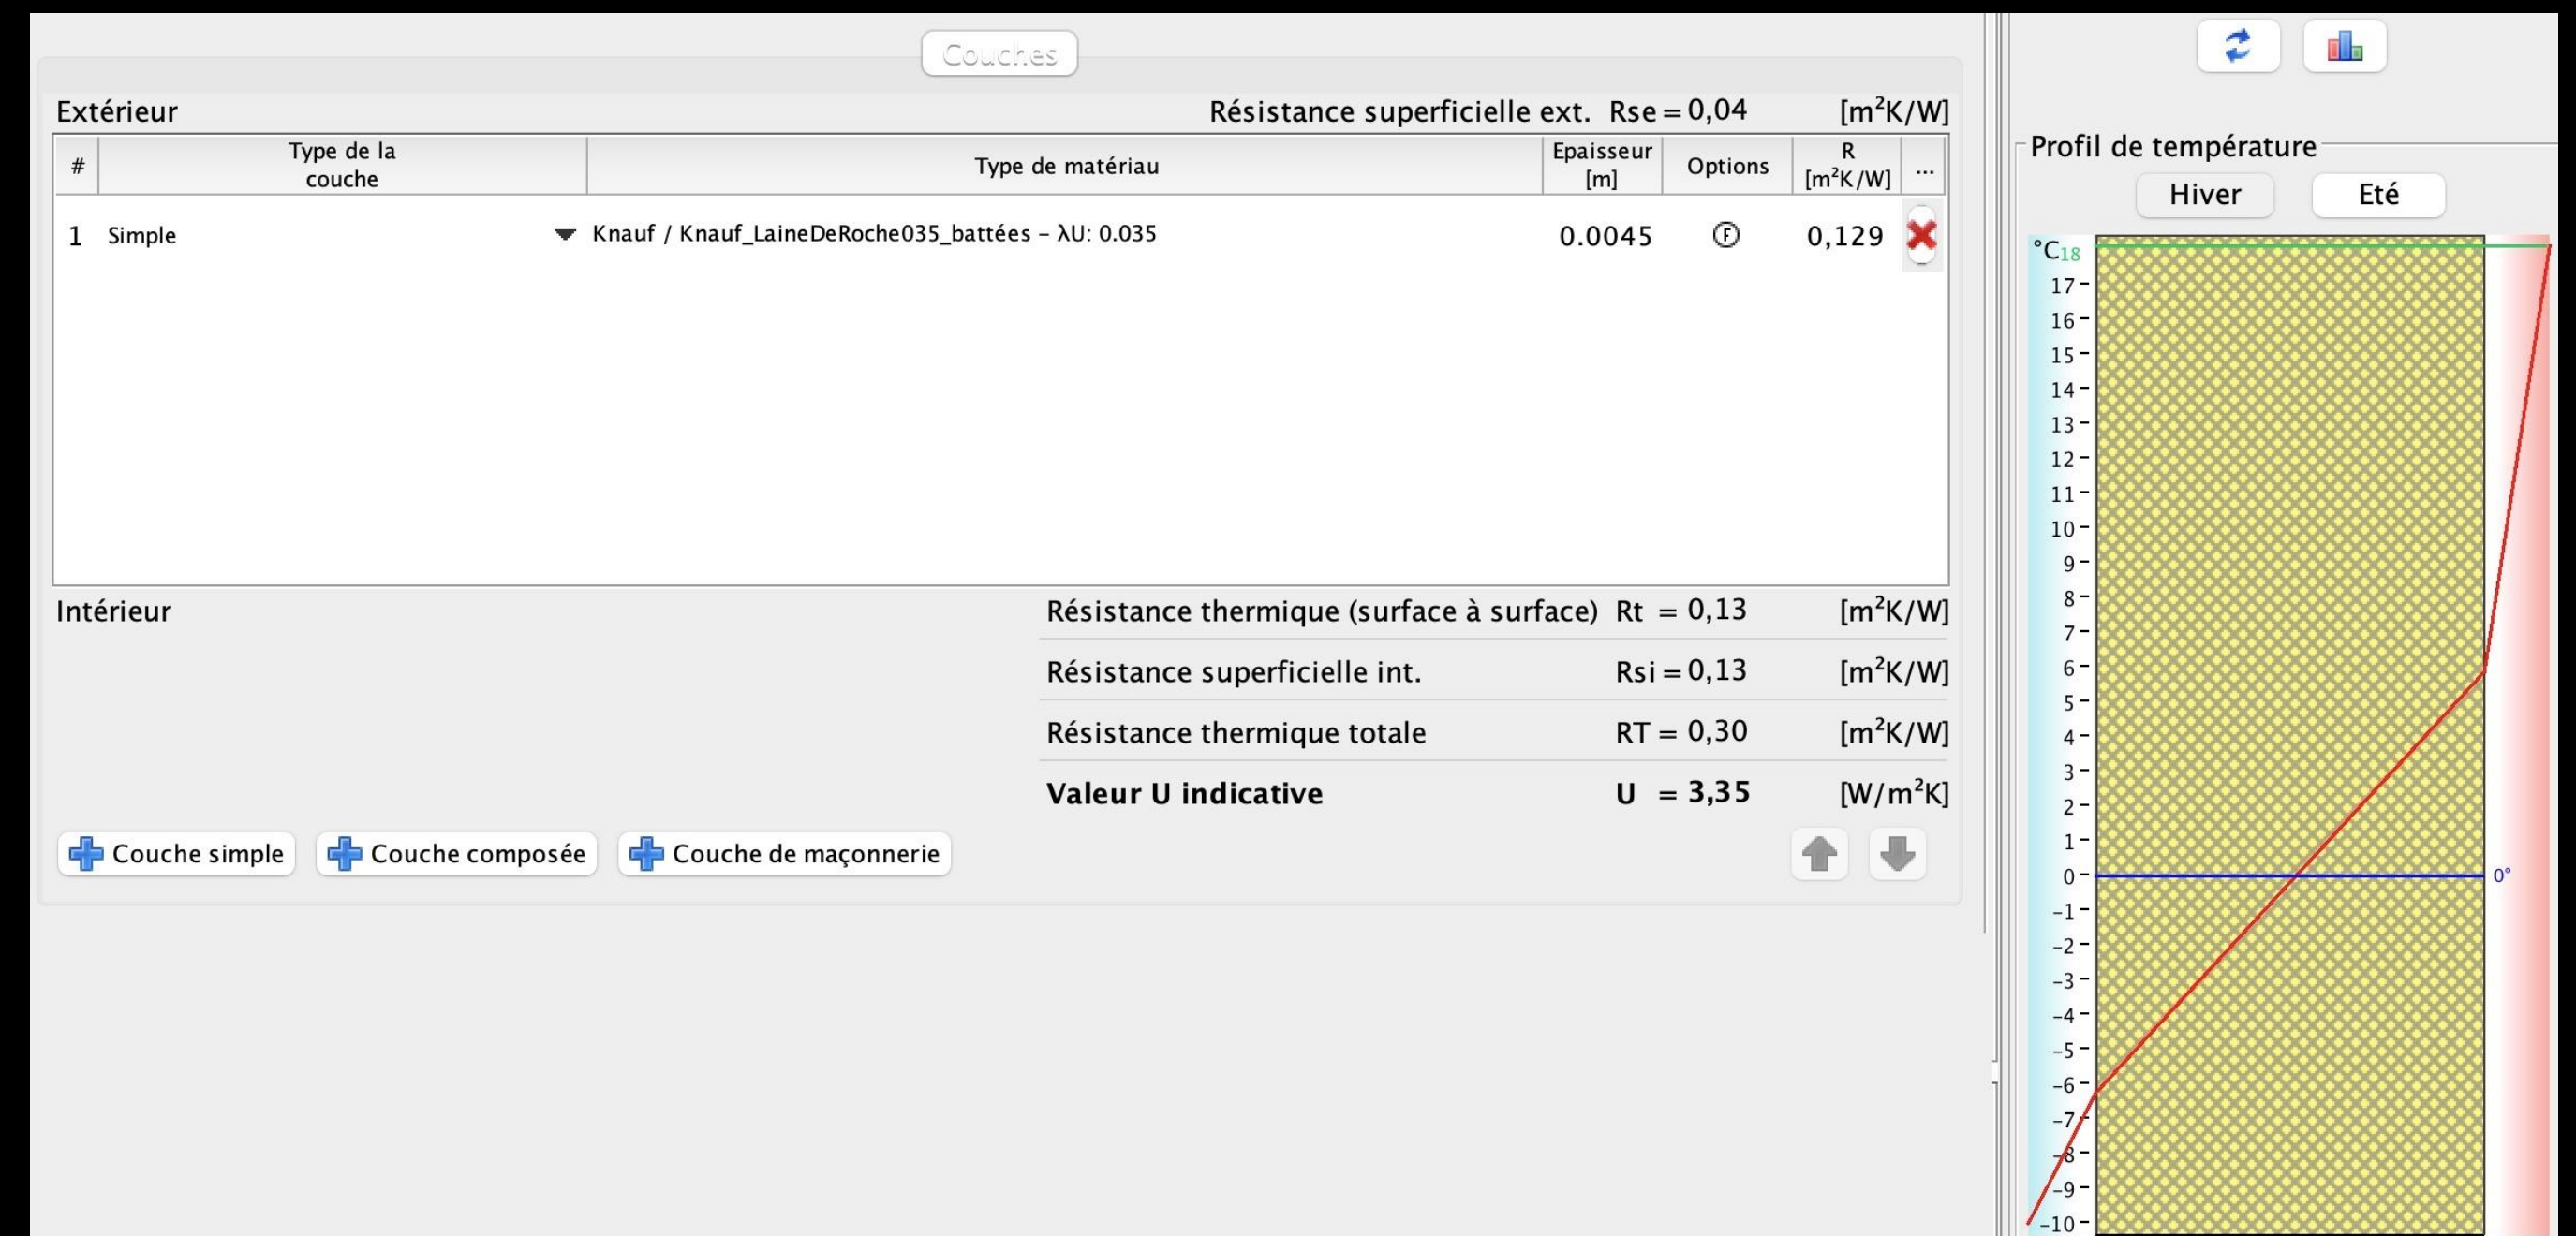 Couches
Extérieur
Résistance superficielle ext. Rse = 0,04 [m²K/W]
# Type de la couche Type de matériau Epaisseur [m] Options R [m²K/W] ...
1 Simple Knauf / Knauf_LaineDeRoche035_battées – λU: 0.035 0.0045 F 0,129
Intérieur
Résistance thermique (surface à surface) Rt = 0,13 [m²K/W]
Résistance superficielle int. Rsi = 0,13 [m²K/W]
Résistance thermique totale RT = 0,30 [m²K/W]
Valeur U indicative U = 3,35 [W/m²K]
Couche simple Couche composée Couche de maçonnerie
Profil de température
Hiver Eté
°C 18
17
16
15
14
13
12
11
10
9
8
7
6
5
4
3
2
1
0 0°
-1
-2
-3
-4
-5
-6
-7
-8
-9
-10